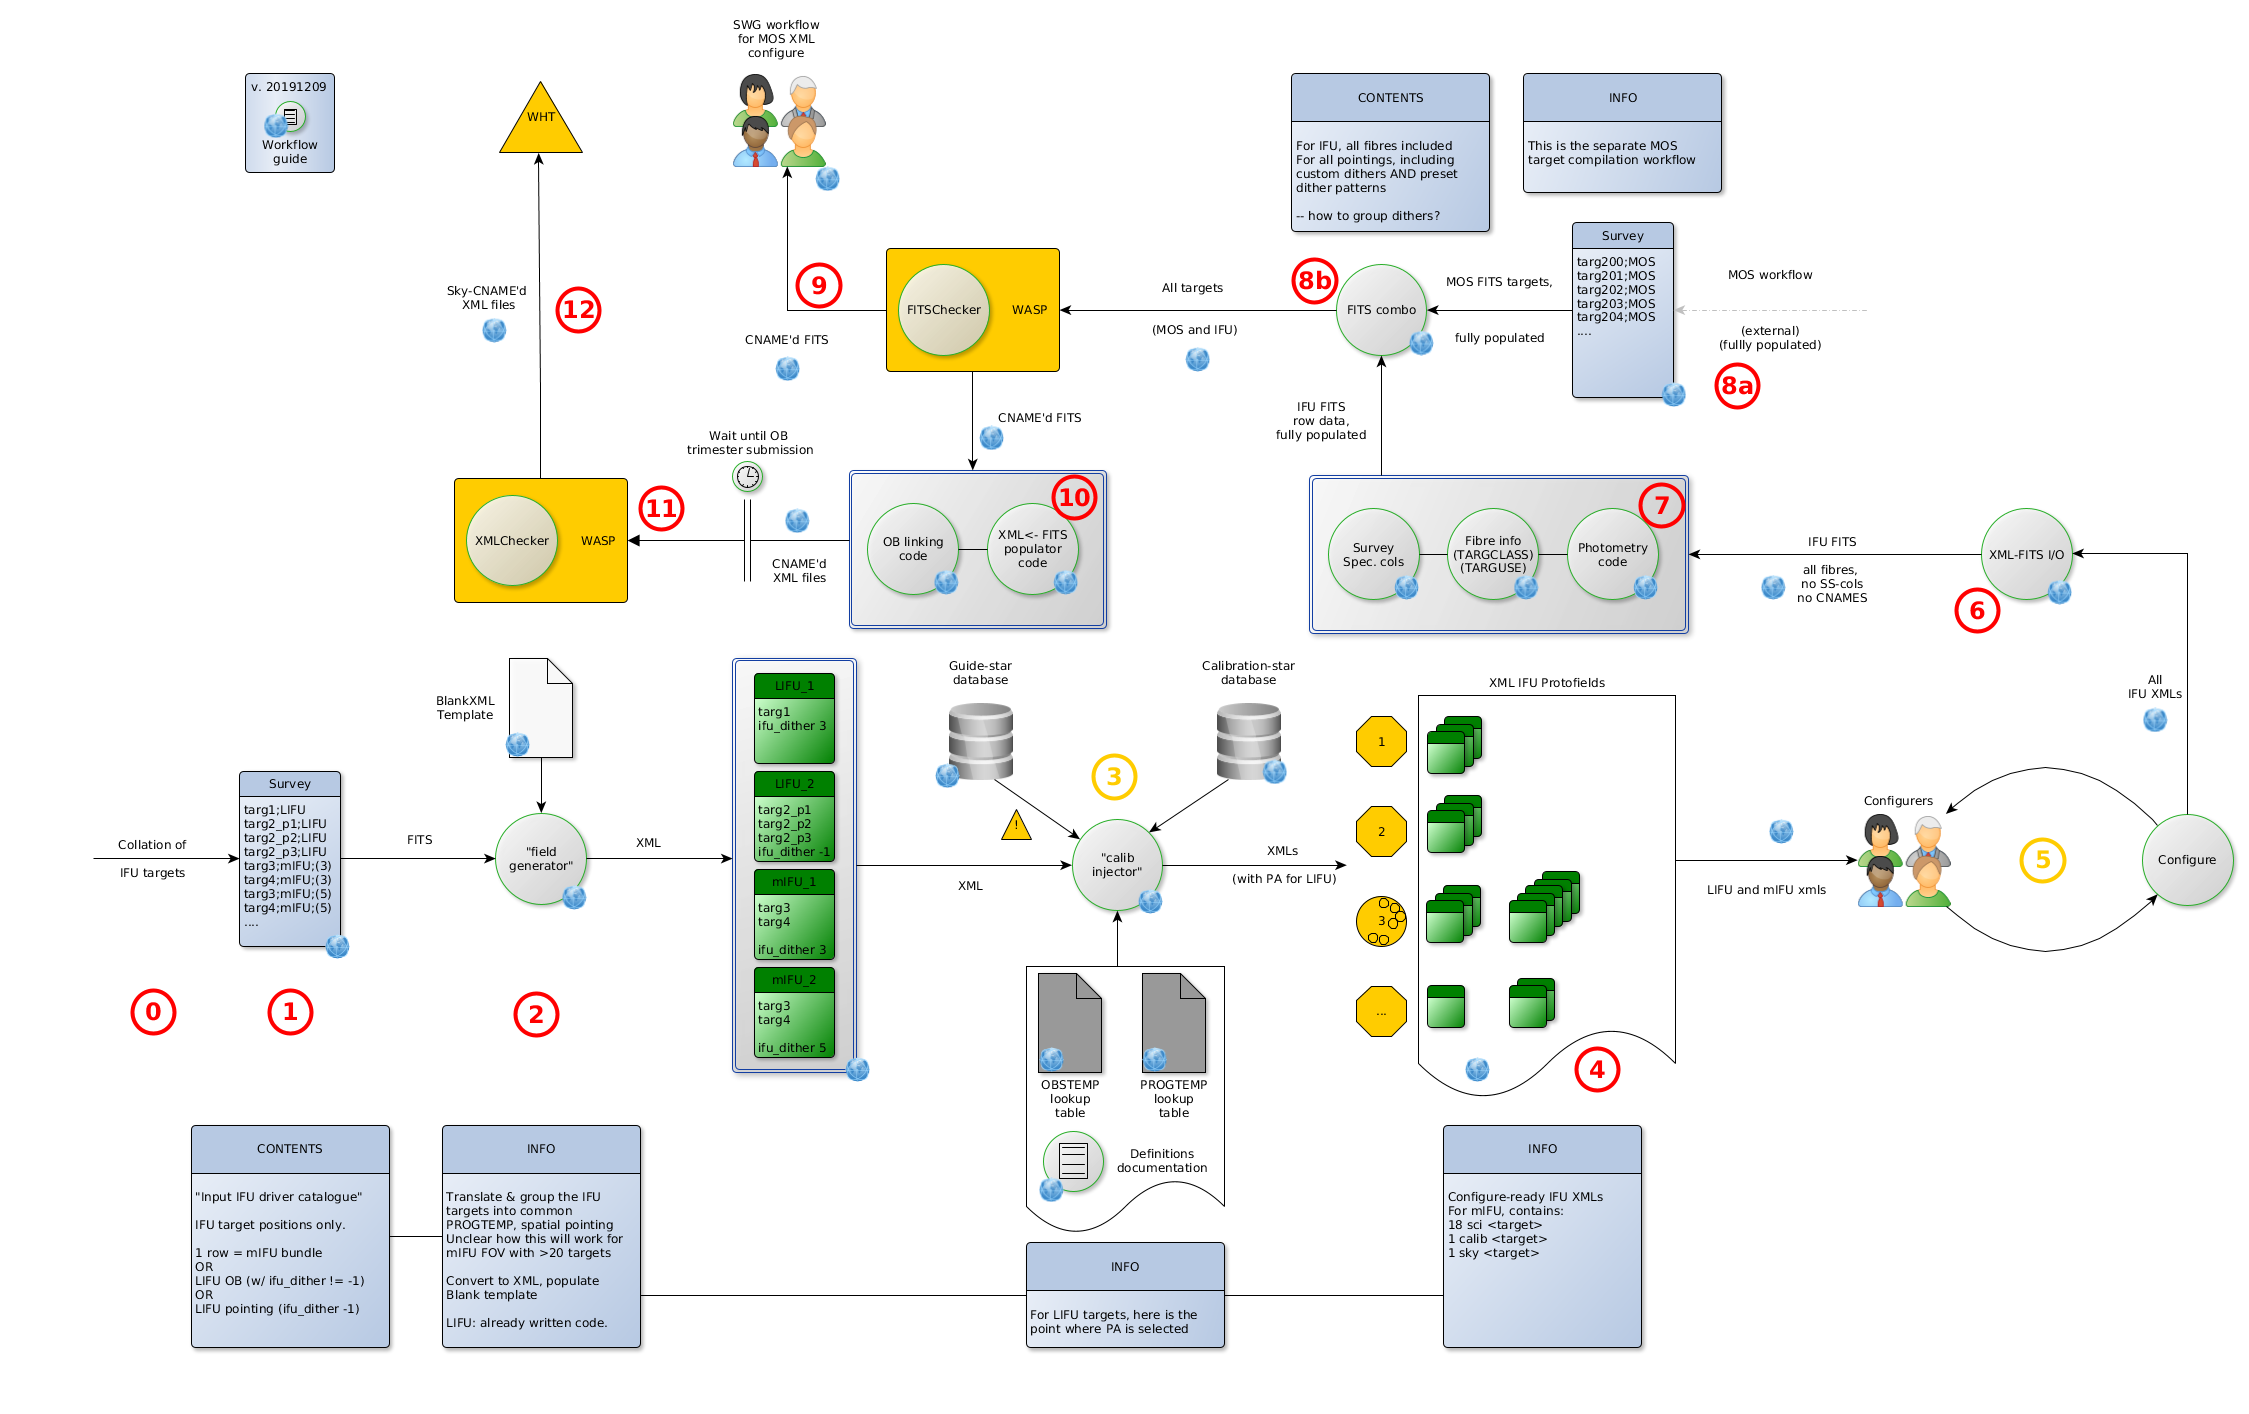 SWG workflow
for MOS XML
configure
v. 20191209
Workflow
guide
WHT
CONTENTS
For IFU, all fibres included
For all pointings, including
custom dithers AND preset
dither patterns
-- how to group dithers?
INFO
This is the separate MOS
target compilation workflow
Survey
targ200;MOS
targ201;MOS
targ202;MOS
targ203;MOS
targ204;MOS
....
MOS workflow
(external)
(fullly populated)
8a
MOS FITS targets,
fully populated
8b
FITS combo
All targets
(MOS and IFU)
FITSChecker
WASP
9
CNAME'd FITS
Sky-CNAME'd
XML files
12
CNAME'd FITS
IFU FITS
row data,
fully populated
Wait until OB
trimester submission
XMLChecker
WASP
11
CNAME'd
XML files
10
OB linking
code
XML<- FITS
populator
code
7
Survey
Spec. cols
Fibre info
(TARGCLASS)
(TARGUSE)
Photometry
code
IFU FITS
all fibres,
no SS-cols
no CNAMES
XML-FITS I/O
6
All
IFU XMLs
BlankXML
Template
Collation of
IFU targets
Survey
targ1;LIFU
targ2_p1;LIFU
targ2_p2;LIFU
targ2_p3;LIFU
targ3;mIFU;(3)
targ4;mIFU;(3)
targ3;mIFU;(5)
targ4;mIFU;(5)
....
FITS
"field
generator"
XML
LIFU_1
targ1
ifu_dither 3
LIFU_2
targ2_p1
targ2_p2
targ2_p3
ifu_dither -1
mIFU_1
targ3
targ4
ifu_dither 3
mIFU_2
targ3
targ4
ifu_dither 5
Guide-star
database
Calibration-star
database
3
!
XML
"calib
injector"
XMLs
(with PA for LIFU)
XML IFU Protofields
1
2
3
...
4
LIFU and mIFU xmls
Configurers
5
Configure
0
1
2
OBSTEMP
lookup
table
PROGTEMP
lookup
table
Definitions
documentation
CONTENTS
"Input IFU driver catalogue"
IFU target positions only.
1 row = mIFU bundle
OR
LIFU OB (w/ ifu_dither != -1)
OR
LIFU pointing (ifu_dither -1)
INFO
Translate & group the IFU
targets into common
PROGTEMP, spatial pointing
Unclear how this will work for
mIFU FOV with >20 targets
Convert to XML, populate
Blank template
LIFU: already written code.
INFO
For LIFU targets, here is the
point where PA is selected
INFO
Configure-ready IFU XMLs
For mIFU, contains:
18 sci <target>
1 calib <target>
1 sky <target>